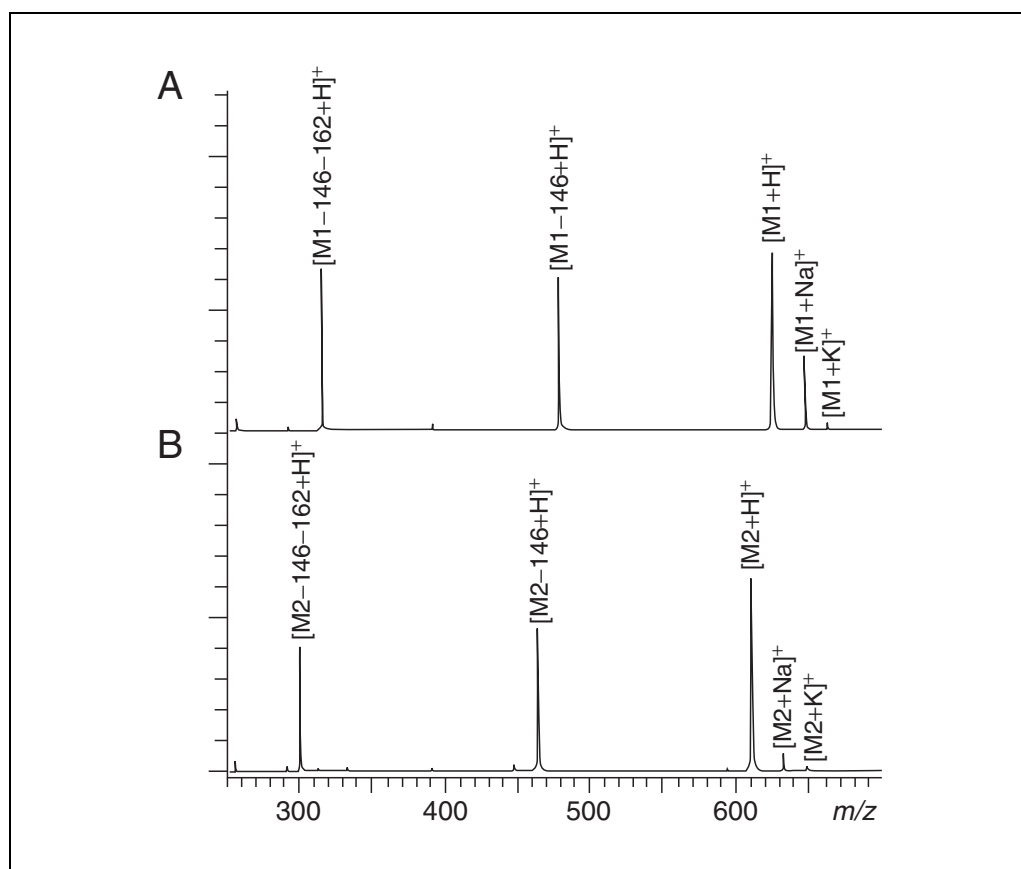 A
[M1−146−162+H]⁺
[M1−146+H]⁺
[M1+H]⁺
[M1+Na]⁺
[M1+K]⁺
B
[M2−146−162+H]⁺
[M2−146+H]⁺
[M2+H]⁺
[M2+Na]⁺
[M2+K]⁺
300 400 500 600 m/z